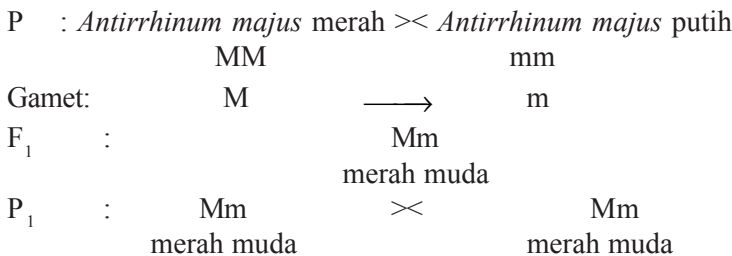 P : Antirrhinum majus merah >< Antirrhinum majus putih
MM mm
Gamet: M ⟶ m
F₁ : Mm
merah muda
P₁ : Mm >< Mm
merah muda merah muda